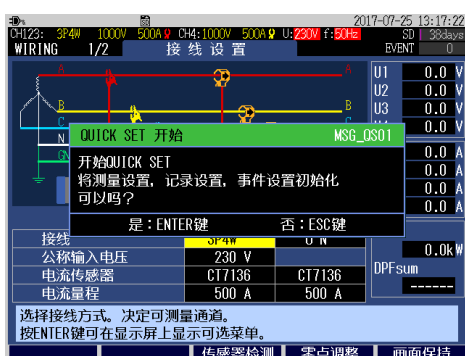 2017-07-25 13:17:22
CH123: 3P4W 1000V 500A CH4:1000V 500A U:230V f:50Hz SD 38days
WIRING 1/2 接线设置 EVENT 0
A A
U1 0.0 V
U2 0.0 V
B B
U3 0.0 V
C
0.0 V
N
QUICK SET 开始 MSG_QS01
GN
0.0 A
开始QUICK SET
0.0 A
将测量设置，记录设置，事件设置初始化
0.0 A
可以吗？
0.0 A
是：ENTER键 否：ESC键
接线 3P4W
公称输入电压 230 V
0.0kW
电流传感器 CT7136 CT7136
DPFsum
电流量程 500 A 500 A
------
选择接线方式。决定可测量通道。
按ENTER键可在显示屏上显示可选菜单。
传感器检测 零点调整 画面保持